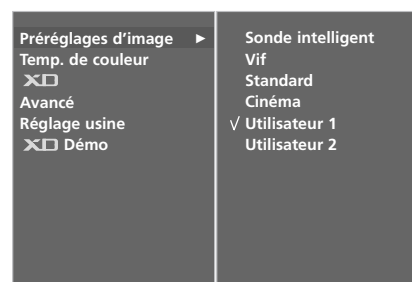 Préréglages d'image ►
Temp. de couleur
XD
Avancé
Réglage usine
XD Démo
Sonde intelligent
Vif
Standard
Cinéma
√ Utilisateur 1
Utilisateur 2